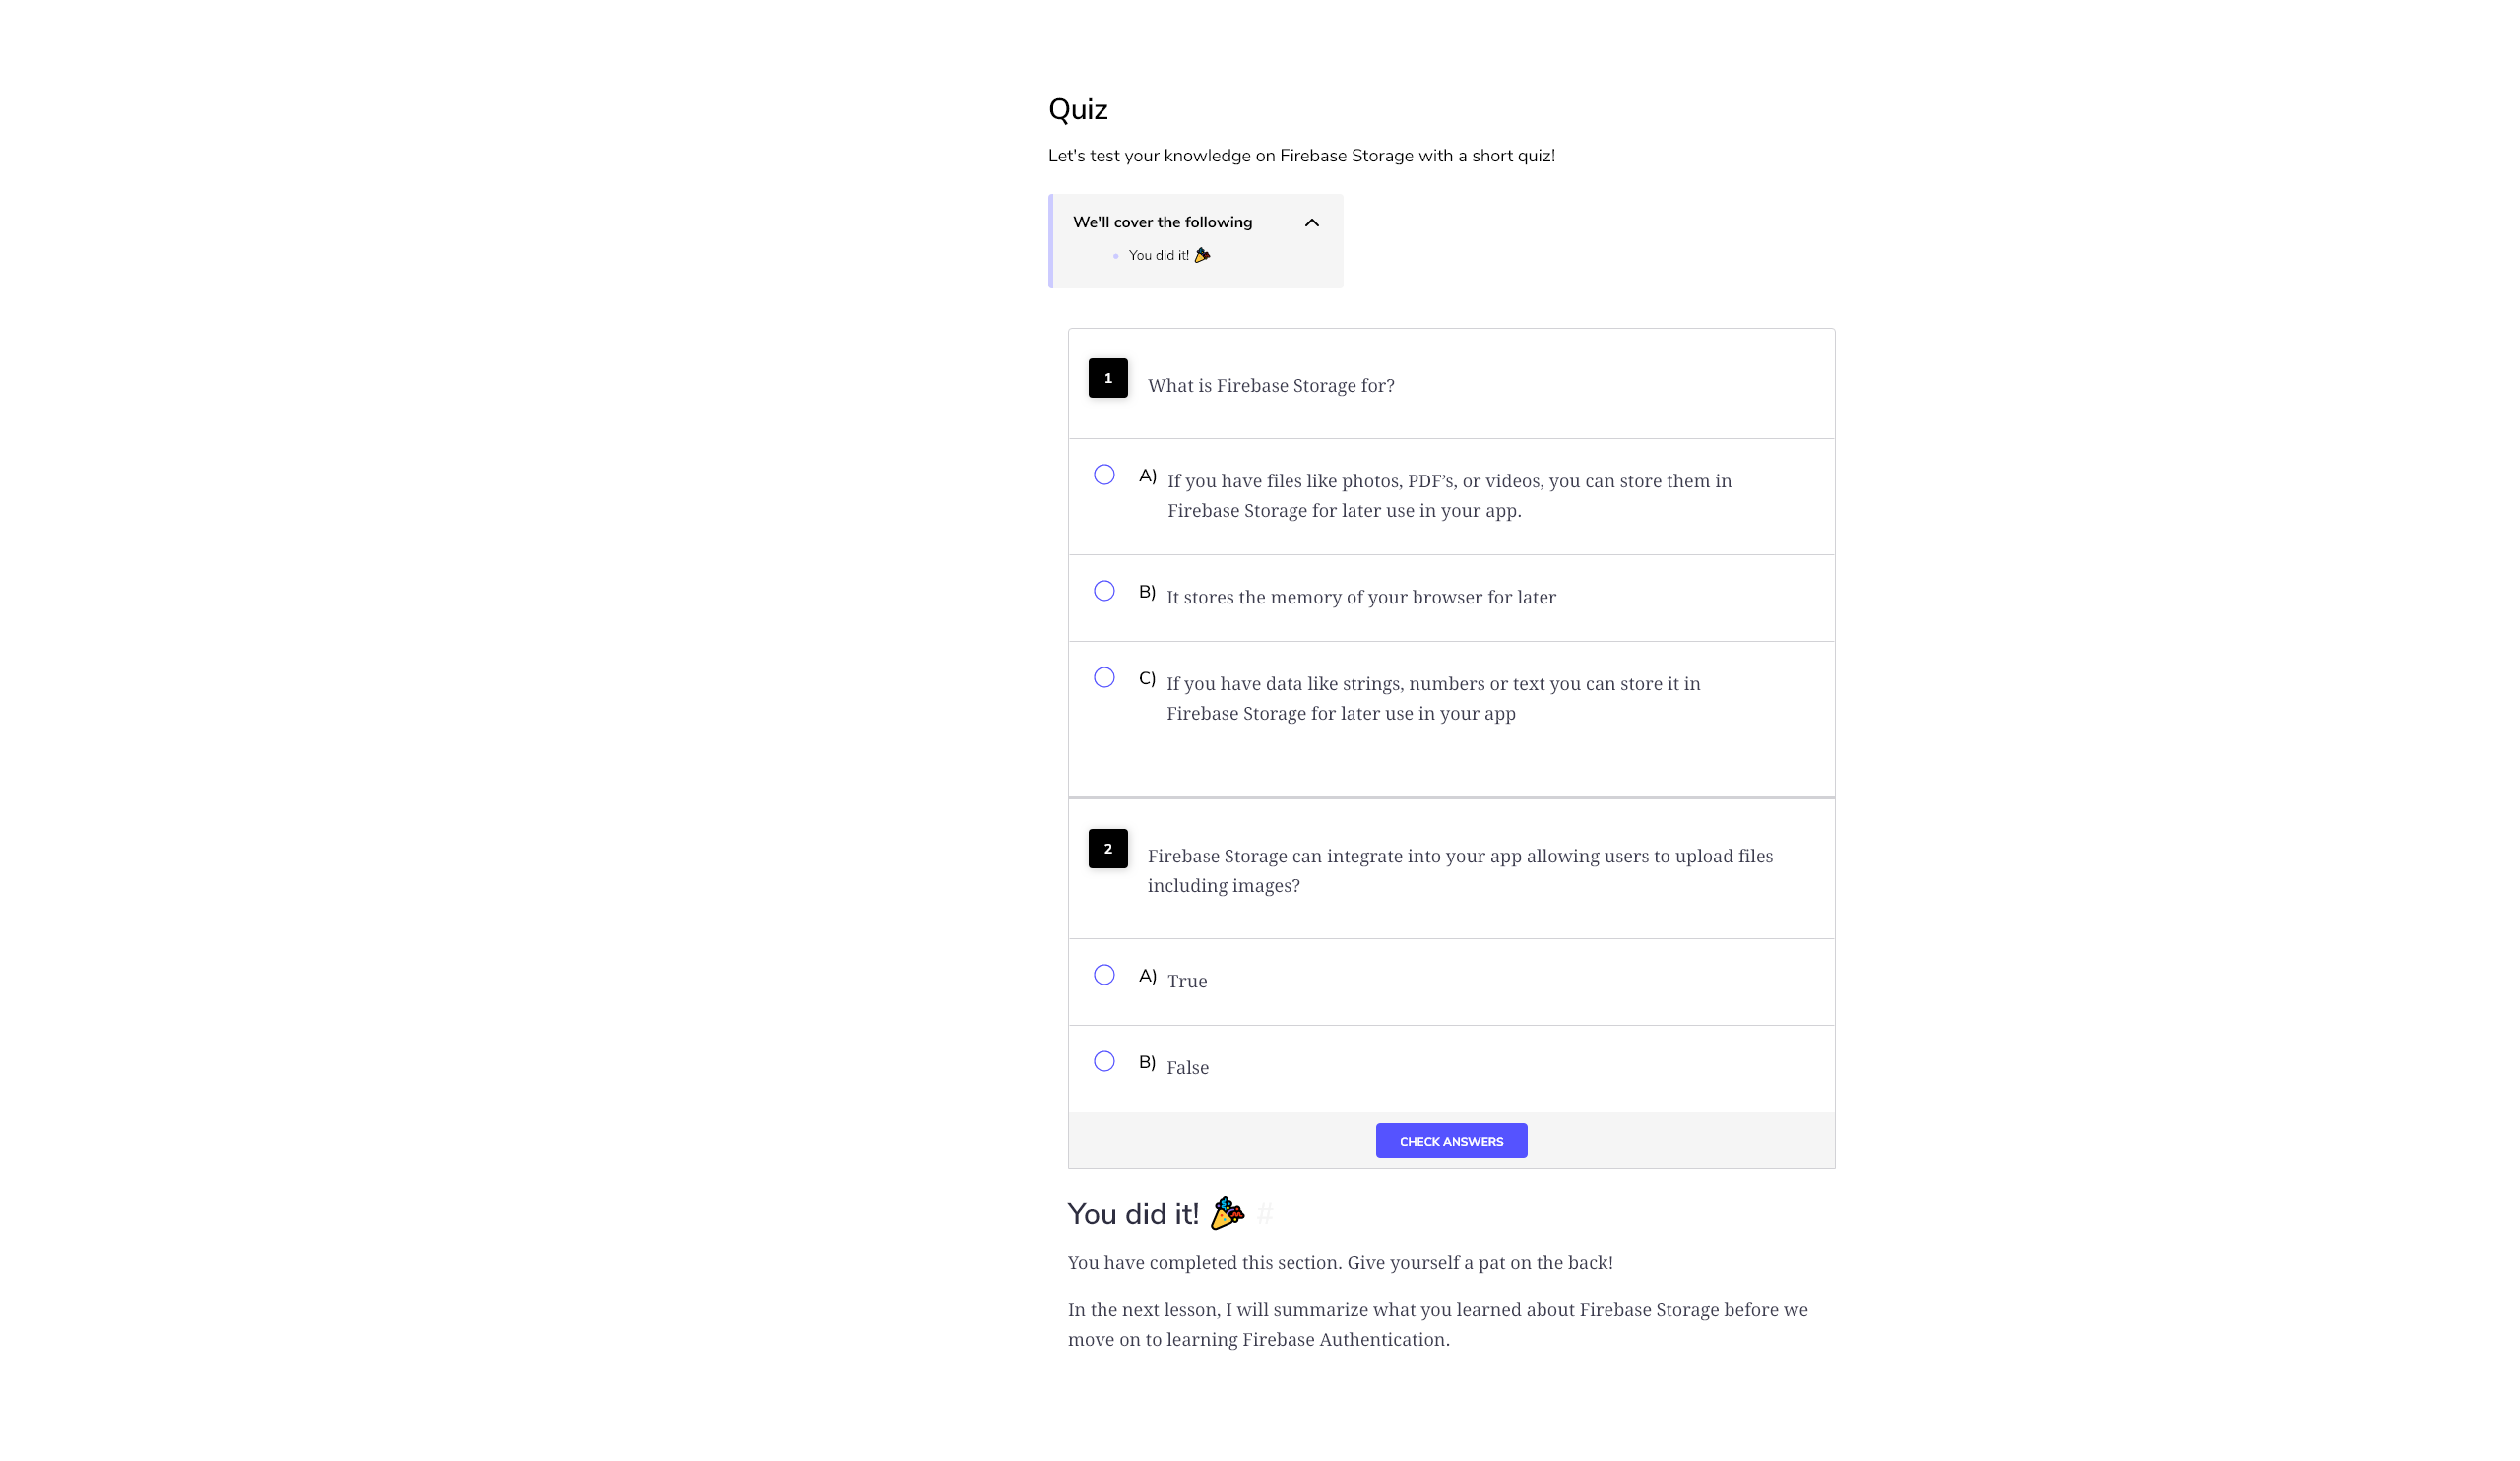 Quiz
Let's test your knowledge on Firebase Storage with a short quiz!
We'll cover the following
• You did it! 🎉
1
What is Firebase Storage for?
A) If you have files like photos, PDF’s, or videos, you can store them in
Firebase Storage for later use in your app.
B) It stores the memory of your browser for later
C) If you have data like strings, numbers or text you can store it in
Firebase Storage for later use in your app
2
Firebase Storage can integrate into your app allowing users to upload files
including images?
A) True
B) False
CHECK ANSWERS
You did it! 🎉 #
You have completed this section. Give yourself a pat on the back!
In the next lesson, I will summarize what you learned about Firebase Storage before we
move on to learning Firebase Authentication.